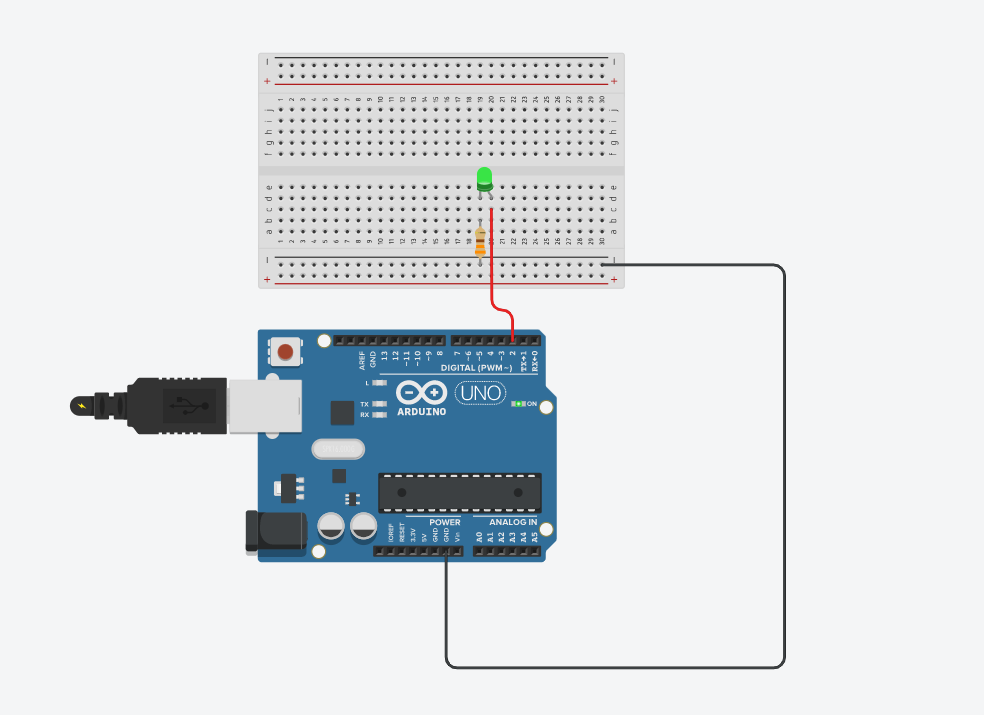 1 2 3 4 5 6 7 8 9 10 11 12 13 14 15 16 17 18 19 20 21 22 23 24 25 26 27 28 29 30
j j
i i
h h
g g
f f
e e
d d
c c
b b
a a
1 2 3 4 5 6 7 8 9 10 11 12 13 14 15 16 17 18 19 21 22 23 24 25 26 27 28 29 30
AREF GND 13 12 ~11 ~10 ~9 8 7 ~6 ~5 4 ~3 2 TX→1 RX←0
DIGITAL (PWM~)
L
TX
RX
ARDUINO
UNO
ON
POWER
ANALOG IN
IOREF RESET 3.3V 5V GND GND Vin A0 A1 A2 A3 A4 A5